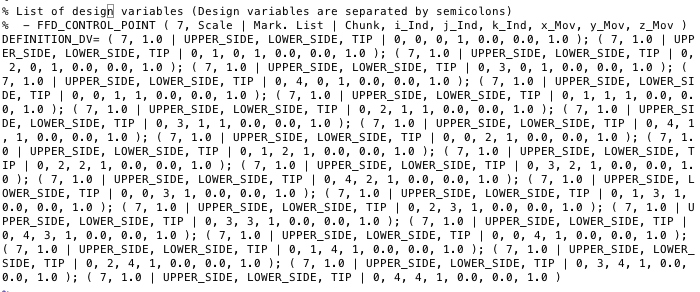 % List of design variables (Design variables are separated by semicolons)
%  - FFD_CONTROL_POINT ( 7, Scale | Mark. List | Chunk, i_Ind, j_Ind, k_Ind, x_Mov, y_Mov, z_Mov )
DEFINITION_DV= ( 7, 1.0 | UPPER_SIDE, LOWER_SIDE, TIP | 0, 0, 0, 1, 0.0, 0.0, 1.0 ); ( 7, 1.0 | UPP
ER_SIDE, LOWER_SIDE, TIP | 0, 1, 0, 1, 0.0, 0.0, 1.0 ); ( 7, 1.0 | UPPER_SIDE, LOWER_SIDE, TIP | 0,
 2, 0, 1, 0.0, 0.0, 1.0 ); ( 7, 1.0 | UPPER_SIDE, LOWER_SIDE, TIP | 0, 3, 0, 1, 0.0, 0.0, 1.0 ); (
7, 1.0 | UPPER_SIDE, LOWER_SIDE, TIP | 0, 4, 0, 1, 0.0, 0.0, 1.0 ); ( 7, 1.0 | UPPER_SIDE, LOWER_SI
DE, TIP | 0, 0, 1, 1, 0.0, 0.0, 1.0 ); ( 7, 1.0 | UPPER_SIDE, LOWER_SIDE, TIP | 0, 1, 1, 1, 0.0, 0.
0, 1.0 ); ( 7, 1.0 | UPPER_SIDE, LOWER_SIDE, TIP | 0, 2, 1, 1, 0.0, 0.0, 1.0 ); ( 7, 1.0 | UPPER_SI
DE, LOWER_SIDE, TIP | 0, 3, 1, 1, 0.0, 0.0, 1.0 ); ( 7, 1.0 | UPPER_SIDE, LOWER_SIDE, TIP | 0, 4, 1
, 1, 0.0, 0.0, 1.0 ); ( 7, 1.0 | UPPER_SIDE, LOWER_SIDE, TIP | 0, 0, 2, 1, 0.0, 0.0, 1.0 ); ( 7, 1.
0 | UPPER_SIDE, LOWER_SIDE, TIP | 0, 1, 2, 1, 0.0, 0.0, 1.0 ); ( 7, 1.0 | UPPER_SIDE, LOWER_SIDE, T
IP | 0, 2, 2, 1, 0.0, 0.0, 1.0 ); ( 7, 1.0 | UPPER_SIDE, LOWER_SIDE, TIP | 0, 3, 2, 1, 0.0, 0.0, 1.
0 ); ( 7, 1.0 | UPPER_SIDE, LOWER_SIDE, TIP | 0, 4, 2, 1, 0.0, 0.0, 1.0 ); ( 7, 1.0 | UPPER_SIDE, L
OWER_SIDE, TIP | 0, 0, 3, 1, 0.0, 0.0, 1.0 ); ( 7, 1.0 | UPPER_SIDE, LOWER_SIDE, TIP | 0, 1, 3, 1,
0.0, 0.0, 1.0 ); ( 7, 1.0 | UPPER_SIDE, LOWER_SIDE, TIP | 0, 2, 3, 1, 0.0, 0.0, 1.0 ); ( 7, 1.0 | U
PPER_SIDE, LOWER_SIDE, TIP | 0, 3, 3, 1, 0.0, 0.0, 1.0 ); ( 7, 1.0 | UPPER_SIDE, LOWER_SIDE, TIP |
0, 4, 3, 1, 0.0, 0.0, 1.0 ); ( 7, 1.0 | UPPER_SIDE, LOWER_SIDE, TIP | 0, 0, 4, 1, 0.0, 0.0, 1.0 );
( 7, 1.0 | UPPER_SIDE, LOWER_SIDE, TIP | 0, 1, 4, 1, 0.0, 0.0, 1.0 ); ( 7, 1.0 | UPPER_SIDE, LOWER_
SIDE, TIP | 0, 2, 4, 1, 0.0, 0.0, 1.0 ); ( 7, 1.0 | UPPER_SIDE, LOWER_SIDE, TIP | 0, 3, 4, 1, 0.0,
0.0, 1.0 ); ( 7, 1.0 | UPPER_SIDE, LOWER_SIDE, TIP | 0, 4, 4, 1, 0.0, 0.0, 1.0 )